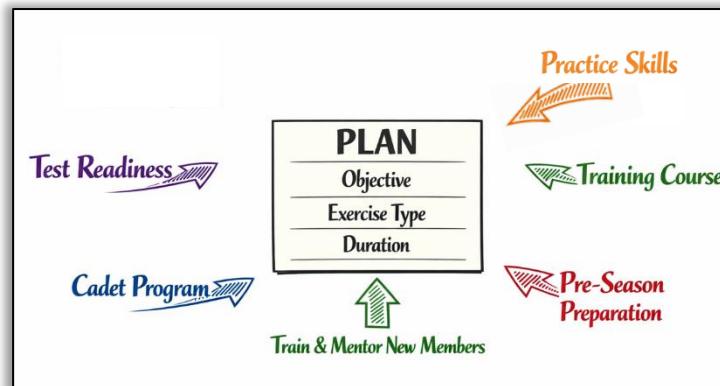 Practice Skills
PLAN
Objective
Exercise Type
Duration
Test Readiness
Training Course
Cadet Program
Pre-Season
Preparation
Train & Mentor New Members